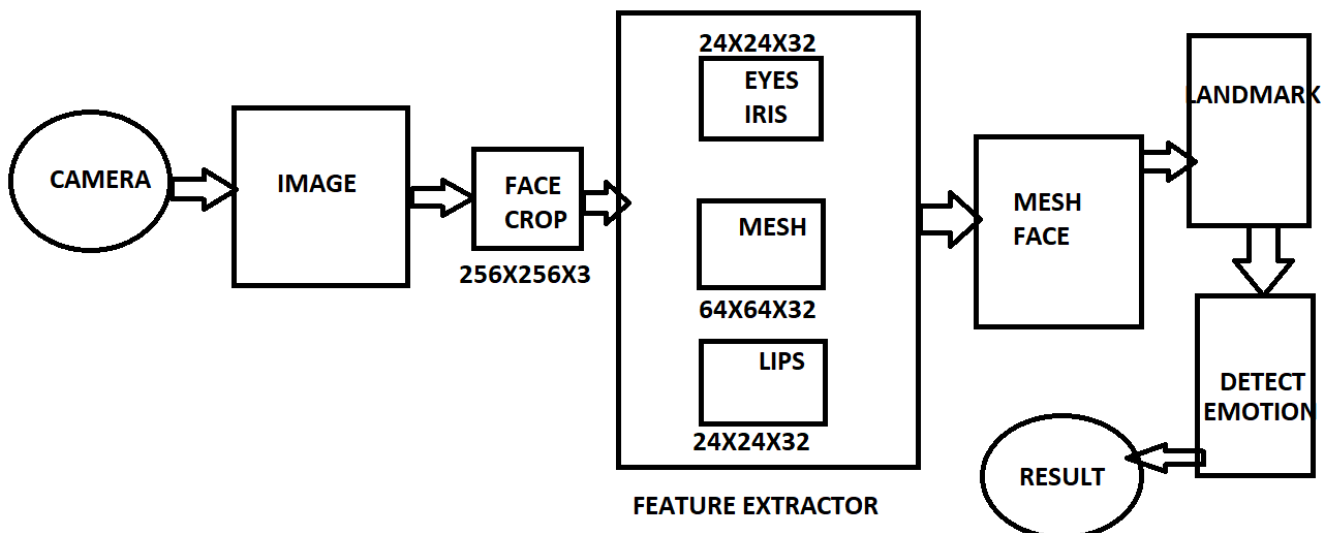 CAMERA
IMAGE
FACE
CROP
256X256X3
24X24X32
EYES
IRIS
MESH
64X64X32
LIPS
24X24X32
FEATURE EXTRACTOR
MESH
FACE
LANDMARK
DETECT
EMOTION
RESULT